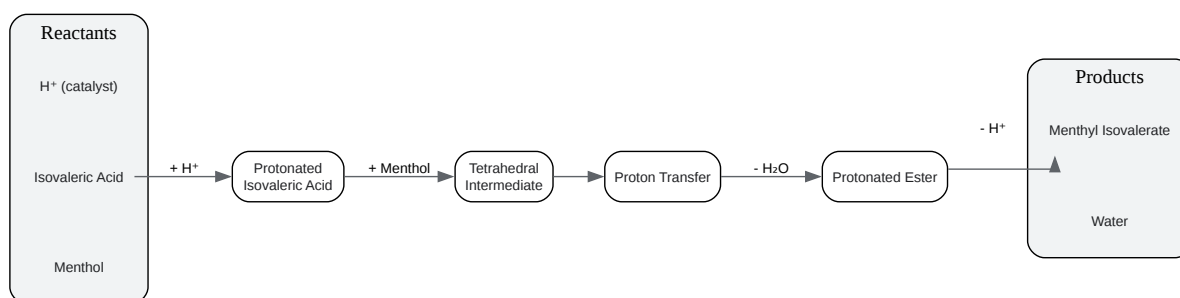 Reactants
H⁺ (catalyst)
Isovaleric Acid
Menthol
+ H⁺
Protonated
Isovaleric Acid
+ Menthol
Tetrahedral
Intermediate
Proton Transfer
- H₂O
Protonated Ester
- H⁺
Products
Menthyl Isovalerate
Water